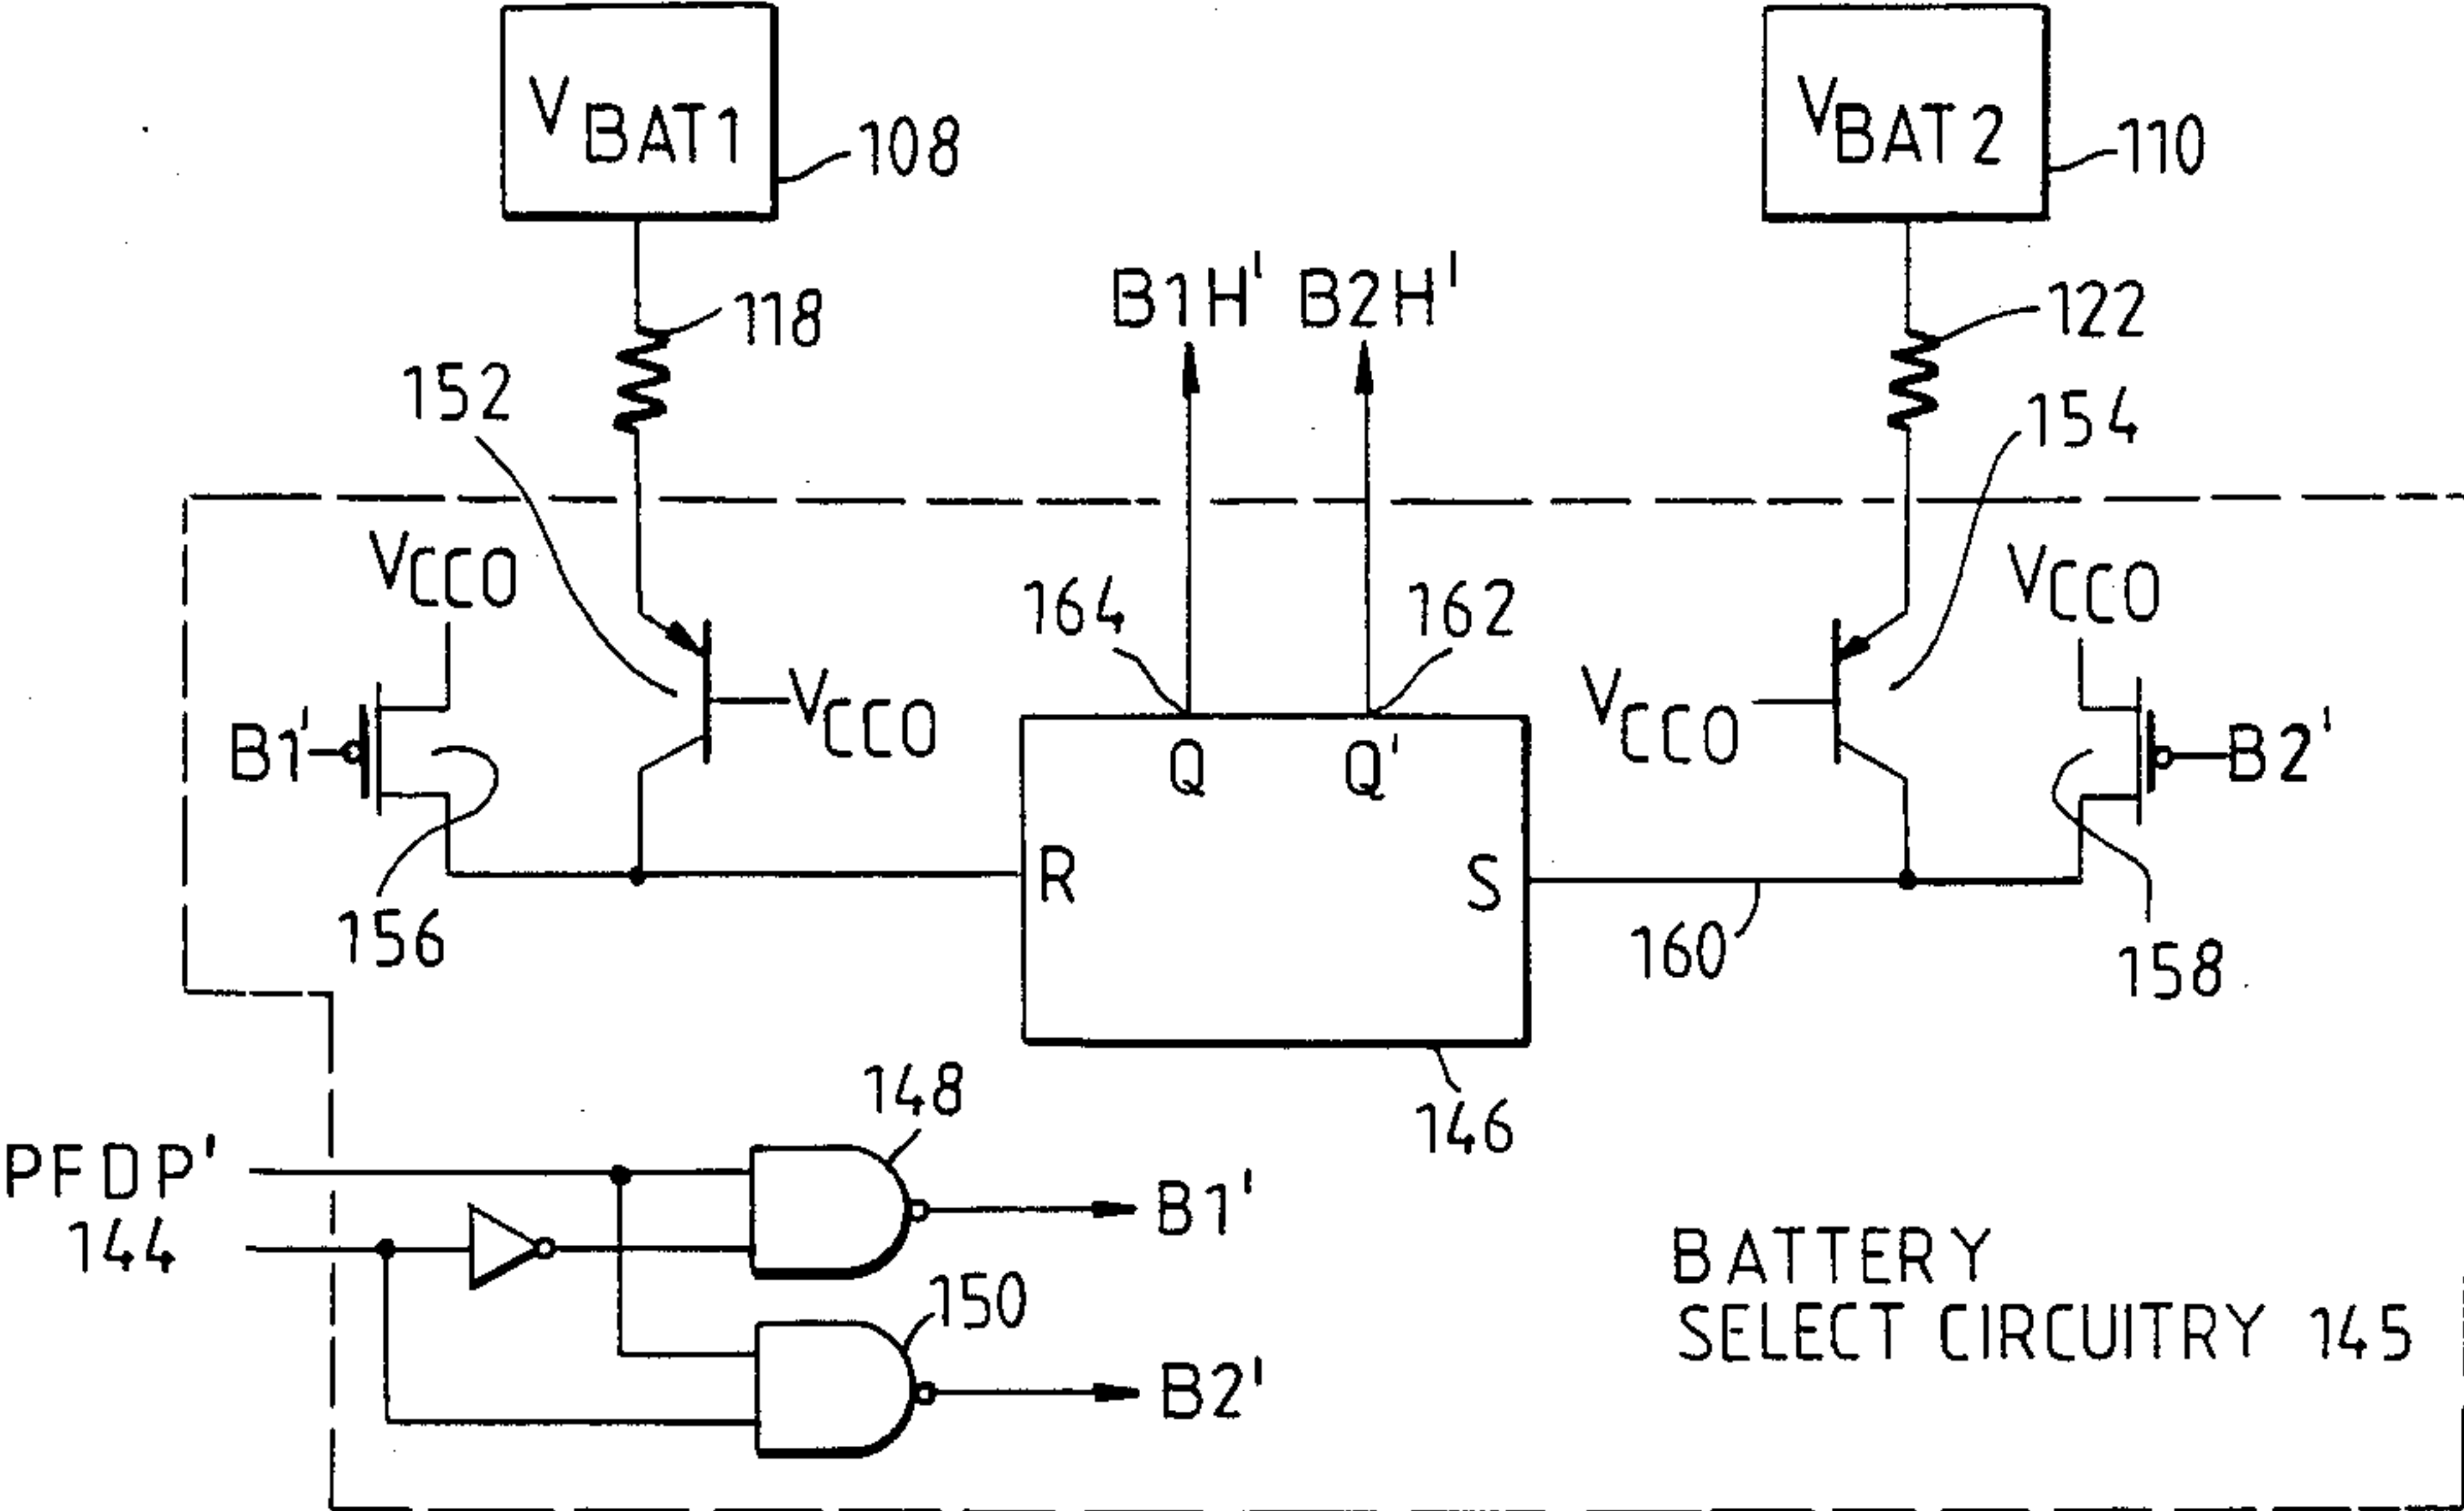 VBAT1
108
VBAT2
110
118
B1H' B2H'
122
152
154
VCCO
164
162
VCCO
B1'
VCCO
Q
Q'
VCCO
B2'
R
S
156
160
158
148
146
PFDP'
144
B1'
150
B2'
BATTERY
SELECT CIRCUITRY 145